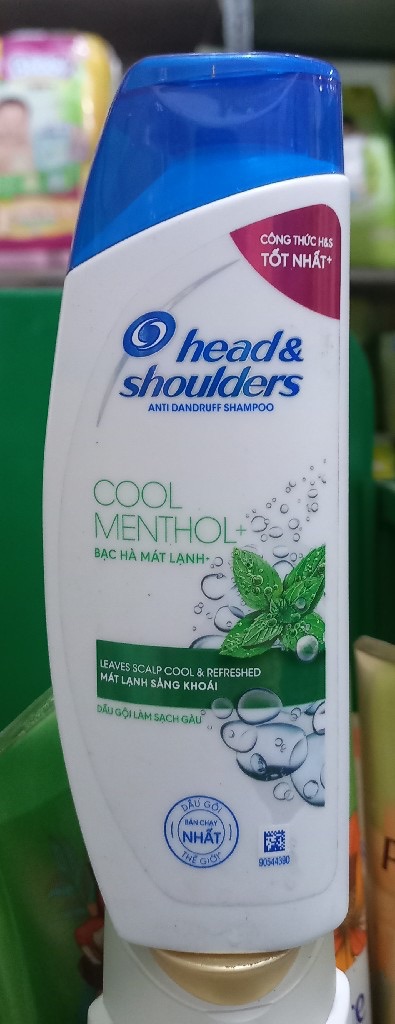 CÔNG THỨC H&S
TỐT NHẤT+
head &
shoulders
ANTI DANDRUFF SHAMPOO
COOL
MENTHOL+
BẠC HÀ MÁT LẠNH+
LEAVES SCALP COOL & REFRESHED
MÁT LẠNH SẢNG KHOÁI
DẦU GỘI LÀM SẠCH GÀU
DẦU GỘI
BÁN CHẠY
NHẤT
THẾ GIỚI*
90544390